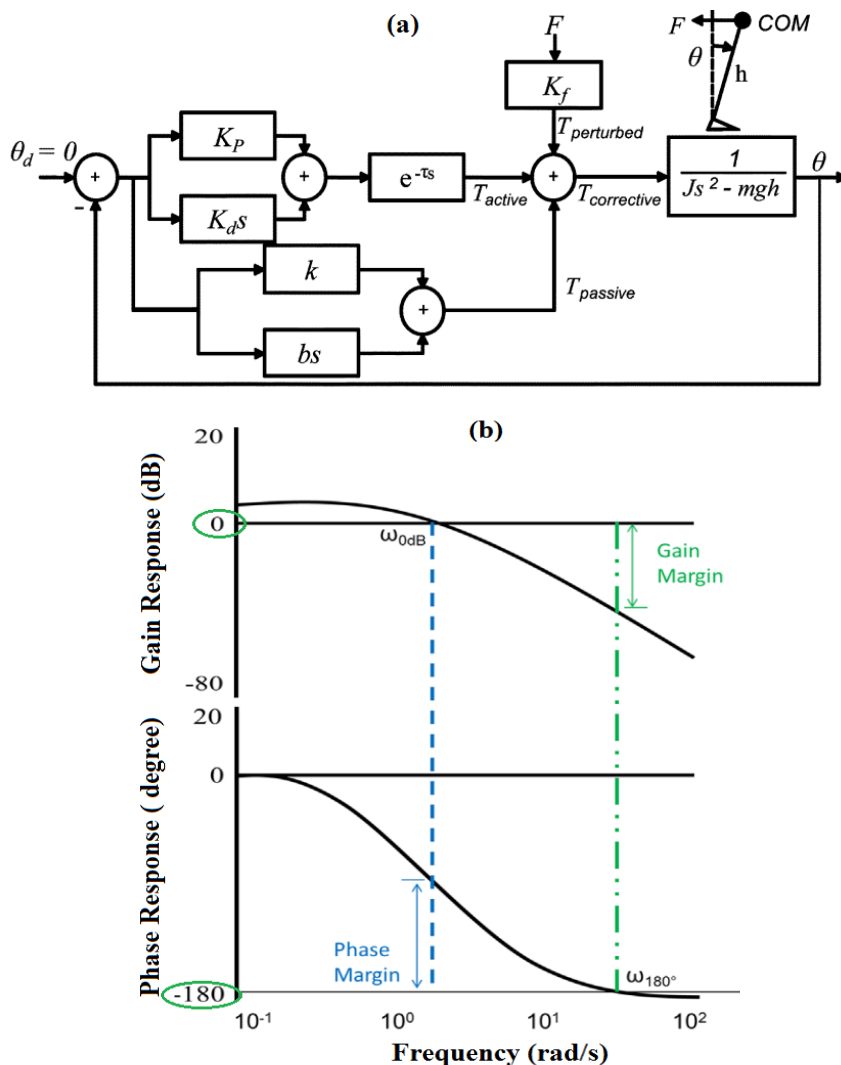 (a)
F
F
COM
θ
h
K_f
K_P
T_perturbed
θ_d = 0
+
+
e^-τs
+
1
Js² - mgh
θ
-
T_active
T_corrective
K_d s
k
+
T_passive
bs
(b)
20
Gain Response (dB)
0
ω_0dB
Gain
Margin
-80
20
Phase Response ( degree)
0
Phase
Margin
ω_180°
-180
10^-1
10^0
10^1
10^2
Frequency (rad/s)